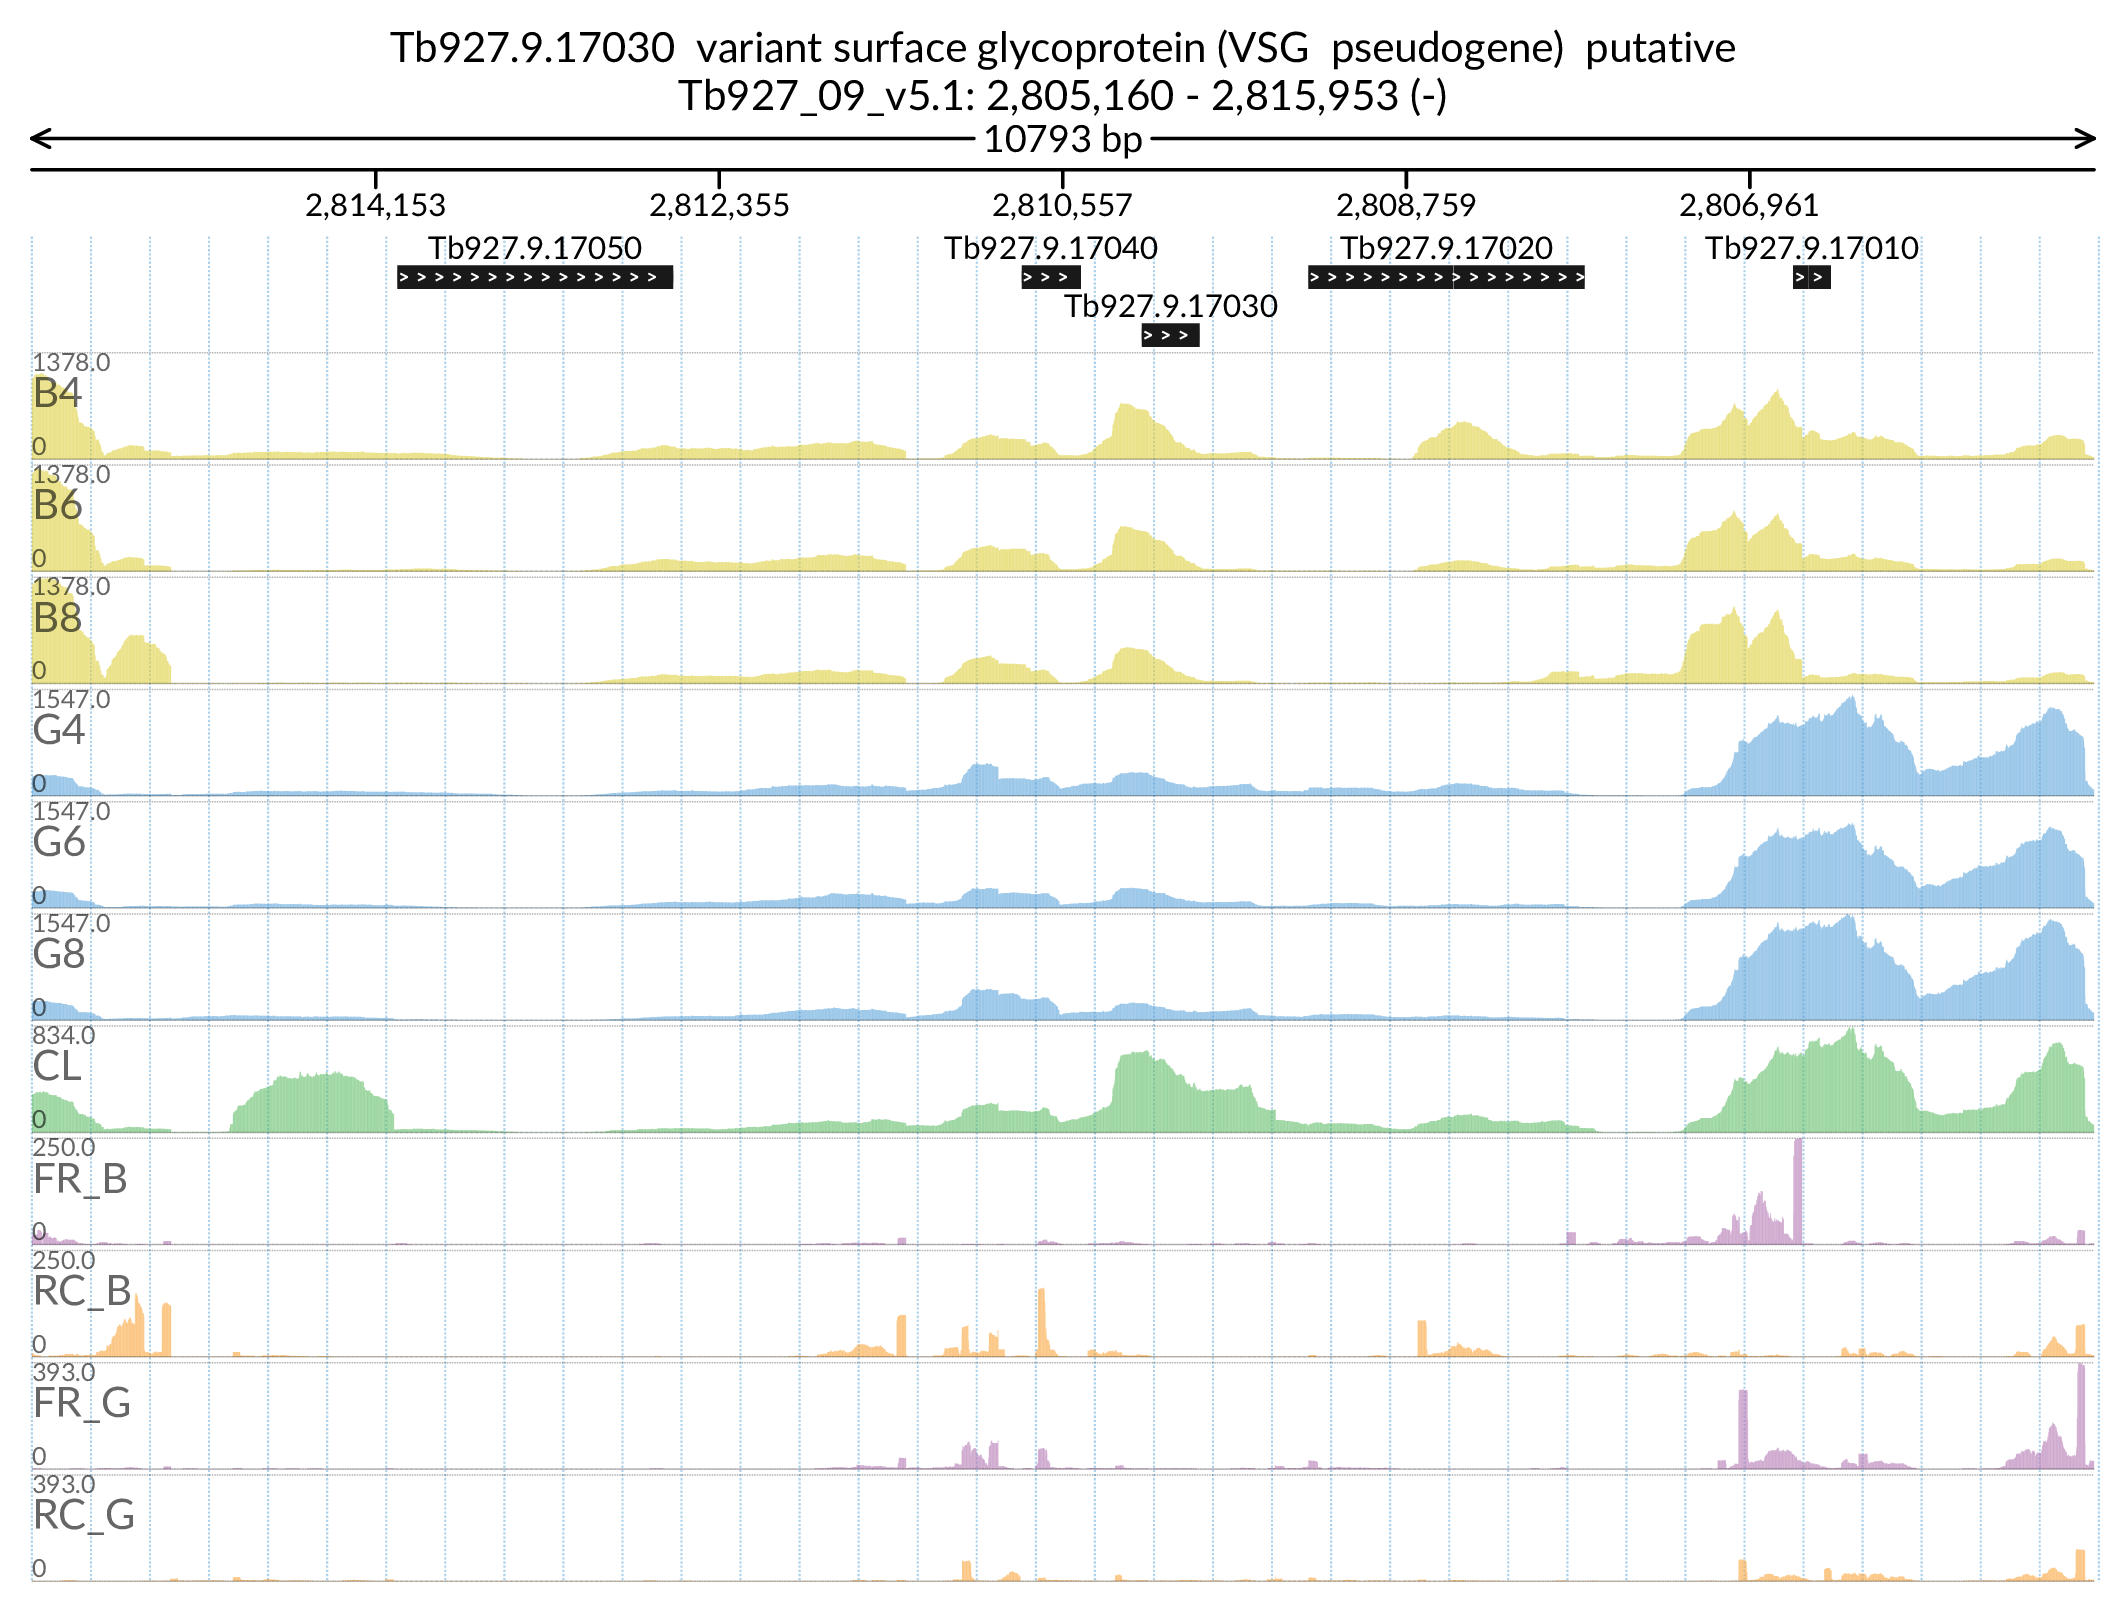 Tb927.9.17030  variant surface glycoprotein (VSG  pseudogene)  putative
Tb927_09_v5.1: 2,805,160 - 2,815,953 (-)
10793 bp
2,814,153 2,812,355 2,810,557 2,808,759 2,806,961
Tb927.9.17050 Tb927.9.17040 Tb927.9.17020 Tb927.9.17010
Tb927.9.17030
1378.0
B4
0
1378.0
B6
0
1378.0
B8
0
1547.0
G4
0
1547.0
G6
0
1547.0
G8
0
834.0
CL
0
250.0
FR_B
0
250.0
RC_B
0
393.0
FR_G
0
393.0
RC_G
0